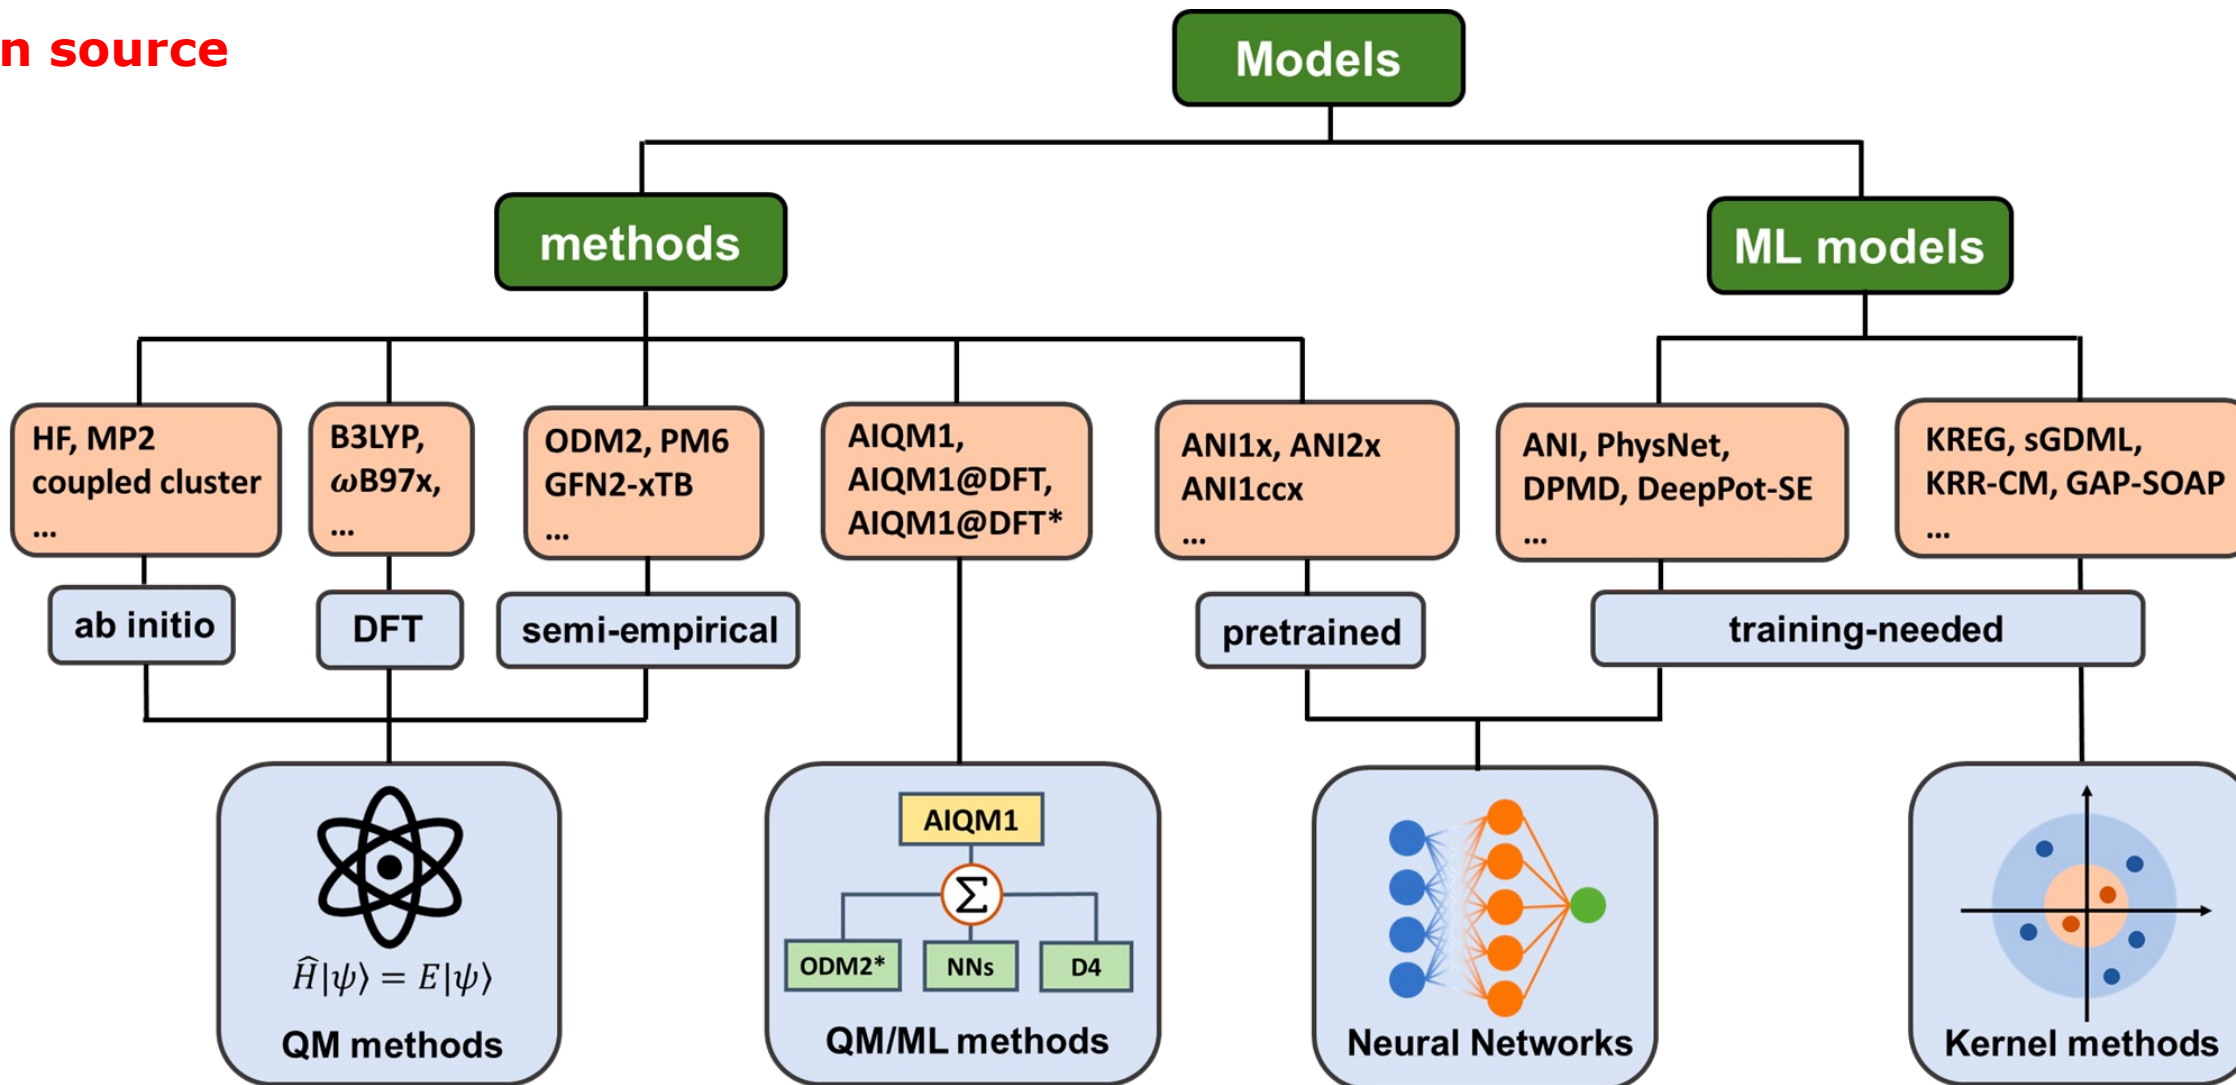 n source
Models
methods
ML models
HF, MP2
coupled cluster
...
B3LYP,
ωB97x,
...
ODM2, PM6
GFN2-xTB
...
AIQM1,
AIQM1@DFT,
AIQM1@DFT*
ANI1x, ANI2x
ANI1ccx
...
ANI, PhysNet,
DPMD, DeepPot-SE
...
KREG, sGDML,
KRR-CM, GAP-SOAP
...
ab initio
DFT
semi-empirical
pretrained
training-needed
Ĥ|ψ⟩ = E|ψ⟩
QM methods
AIQM1
Σ
ODM2*
NNs
D4
QM/ML methods
Neural Networks
Kernel methods